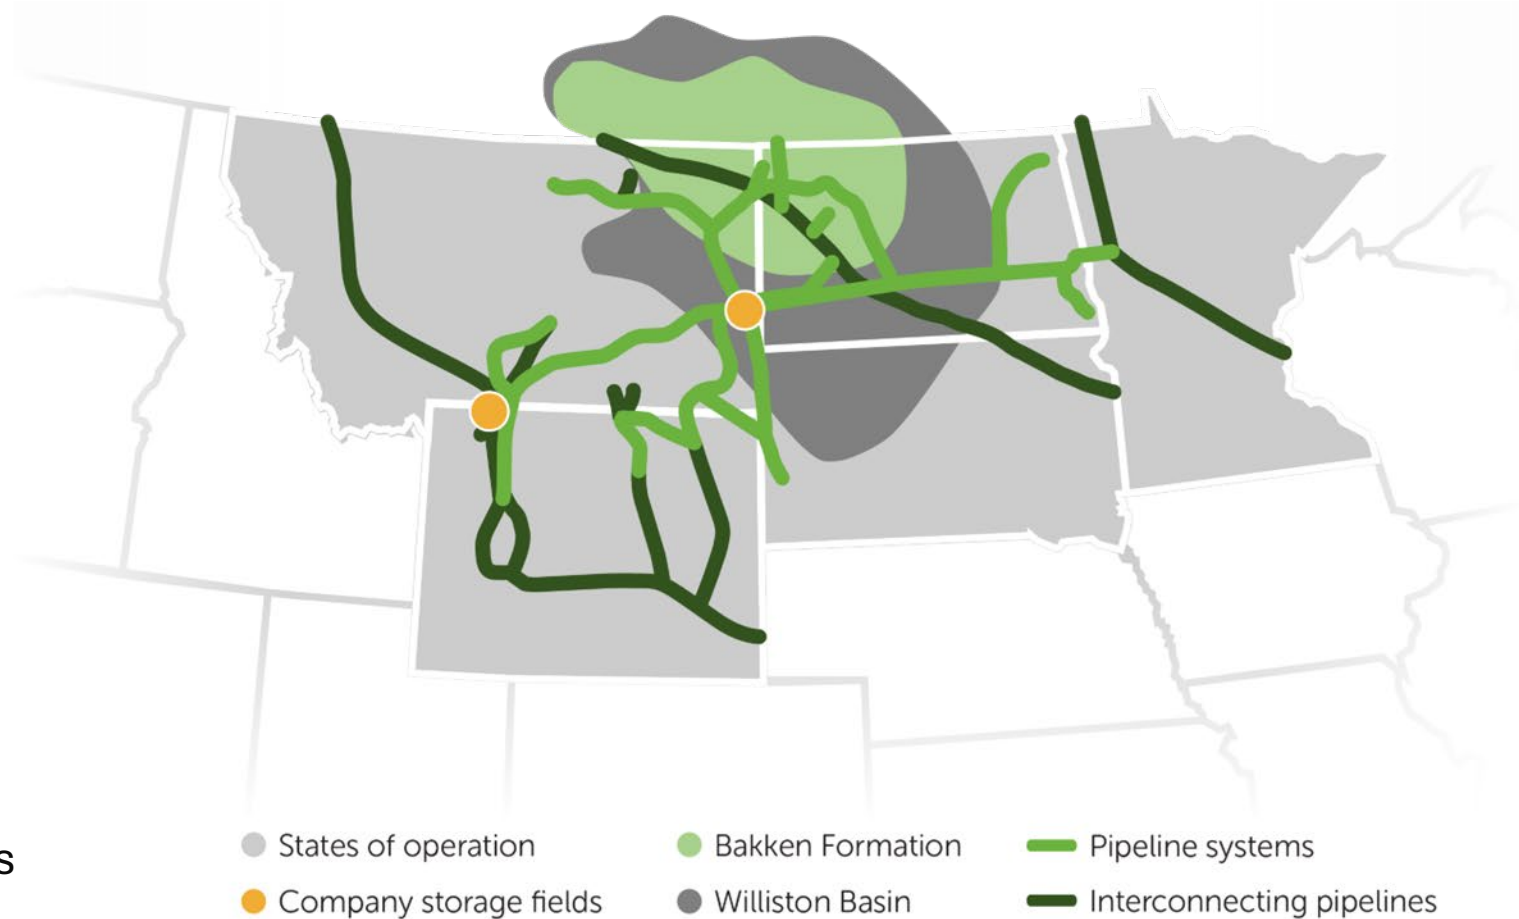 States of operation
Bakken Formation
Pipeline systems
s
Company storage fields
Williston Basin
Interconnecting pipelines